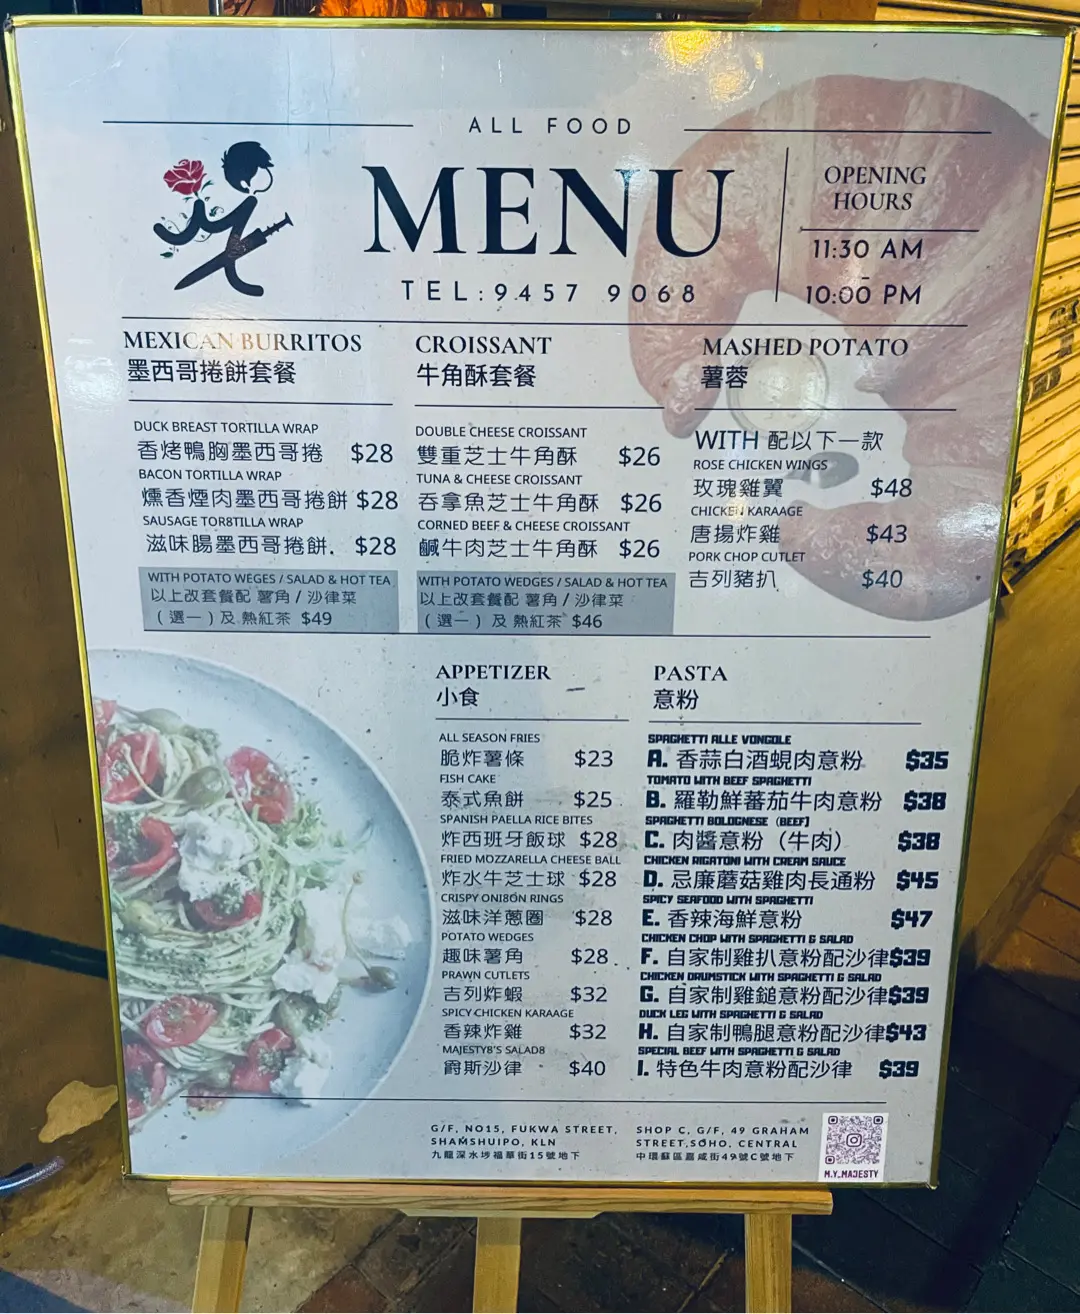 ALL FOOD
MENU
TEL:9457 9068
OPENING
HOURS
11:30 AM
-
10:00 PM
MEXICAN BURRITOS
墨西哥捲餅套餐
DUCK BREAST TORTILLA WRAP
香烤鴨胸墨西哥捲 $28
BACON TORTILLA WRAP
燻香煙肉墨西哥捲餅 $28
SAUSAGE TOR8TILLA WRAP
滋味腸墨西哥捲餅. $28
WITH POTATO WEGES / SALAD & HOT TEA
以上改套餐配 薯角 / 沙律菜
（選一）及 熱紅茶 $49
CROISSANT
牛角酥套餐
DOUBLE CHEESE CROISSANT
雙重芝士牛角酥 $26
TUNA & CHEESE CROISSANT
吞拿魚芝士牛角酥 $26
CORNED BEEF & CHEESE CROISSANT
鹹牛肉芝士牛角酥 $26
WITH POTATO WEDGES / SALAD & HOT TEA
以上改套餐配 薯角 / 沙律菜
（選一）及 熱紅茶 $46
MASHED POTATO
薯蓉
WITH 配以下一款
ROSE CHICKEN WINGS
玫瑰雞翼 $48
CHICKEN KARAAGE
唐揚炸雞 $43
PORK CHOP CUTLET
吉列豬扒 $40
APPETIZER
小食
ALL SEASON FRIES
脆炸薯條 $23
FISH CAKE
泰式魚餅 $25
SPANISH PAELLA RICE BITES
炸西班牙飯球 $28
FRIED MOZZARELLA CHEESE BALL
炸水牛芝士球 $28
CRISPY ONI8ON RINGS
滋味洋蔥圈 $28
POTATO WEDGES
趣味薯角 $28
PRAWN CUTLETS
吉列炸蝦 $32
SPICY CHICKEN KARAAGE
香辣炸雞 $32
MAJESTY8'S SALAD8
爵斯沙律 $40
PASTA
意粉
SPAGHETTI ALLE VONGOLE
A. 香蒜白酒蜆肉意粉 $35
TOMATO WITH BEEF SPAGHETTI
B. 羅勒鮮蕃茄牛肉意粉 $38
SPAGHETTI BOLOGNESE (BEEF)
C. 肉醬意粉（牛肉） $38
CHICKEN RIGATONI WITH CREAM SAUCE
D. 忌廉蘑菇雞肉長通粉 $45
SPICY SEAFOOD WITH SPAGHETTI
E. 香辣海鮮意粉 $47
CHICKEN CHOP WITH SPAGHETTI & SALAD
F. 自家制雞扒意粉配沙律$39
CHICKEN DRUMSTICK WITH SPAGHETTI & SALAD
G. 自家制雞鎚意粉配沙律$39
DUCK LEG WITH SPAGHETTI & SALAD
H. 自家制鴨腿意粉配沙律$43
SPECIAL BEEF WITH SPAGHETTI & SALAD
I. 特色牛肉意粉配沙律 $39
G/F, NO15, FUKWA STREET,
SHAMSHUIPO, KLN
九龍深水埗福華街15號地下
SHOP C, G/F, 49 GRAHAM
STREET,SOHO, CENTRAL
中環蘇區嘉咸街49號C號地下
M.Y_MAJESTY